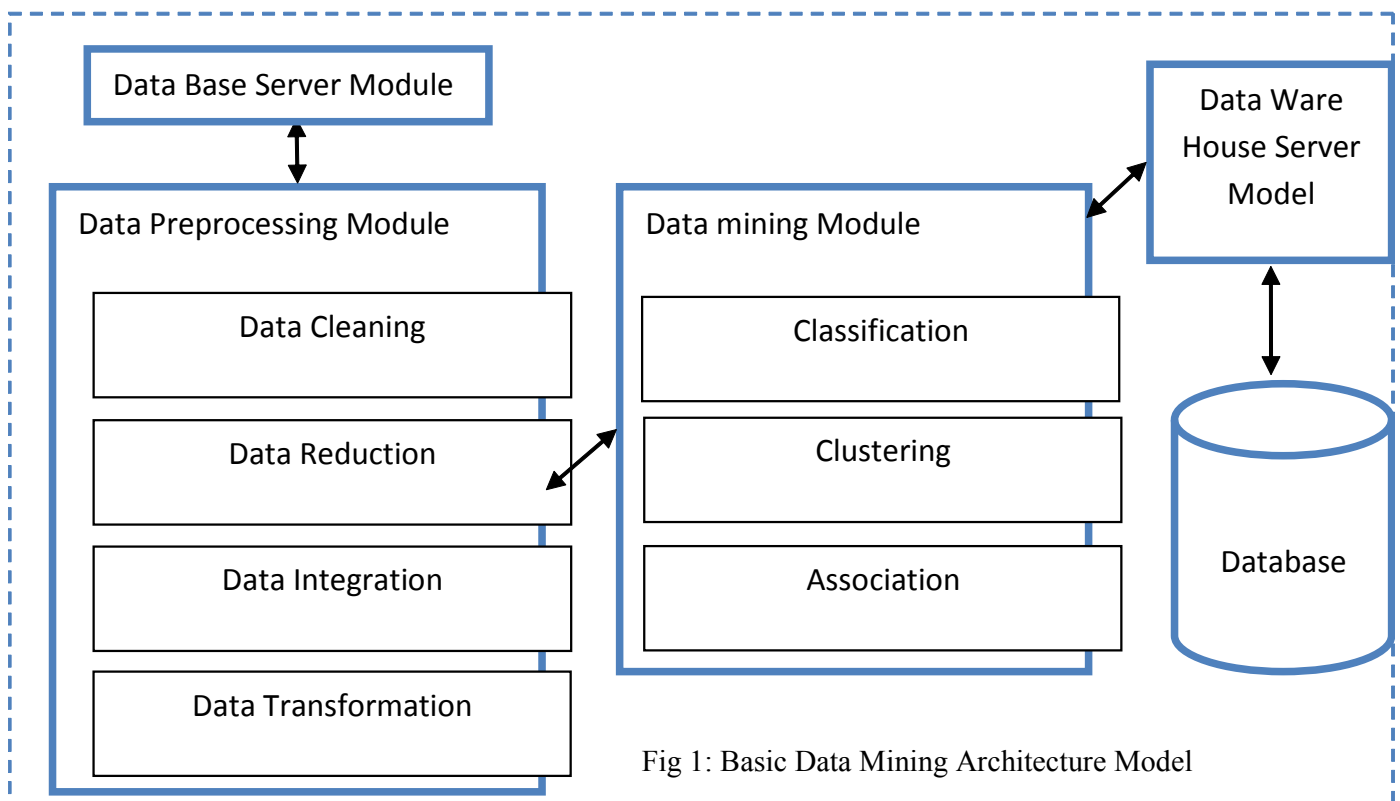 Data Base Server Module
Data Ware
House Server
Model
Data Preprocessing Module
Data Cleaning
Data Reduction
Data Integration
Data Transformation
Data mining Module
Classification
Clustering
Association
Database
Fig 1: Basic Data Mining Architecture Model